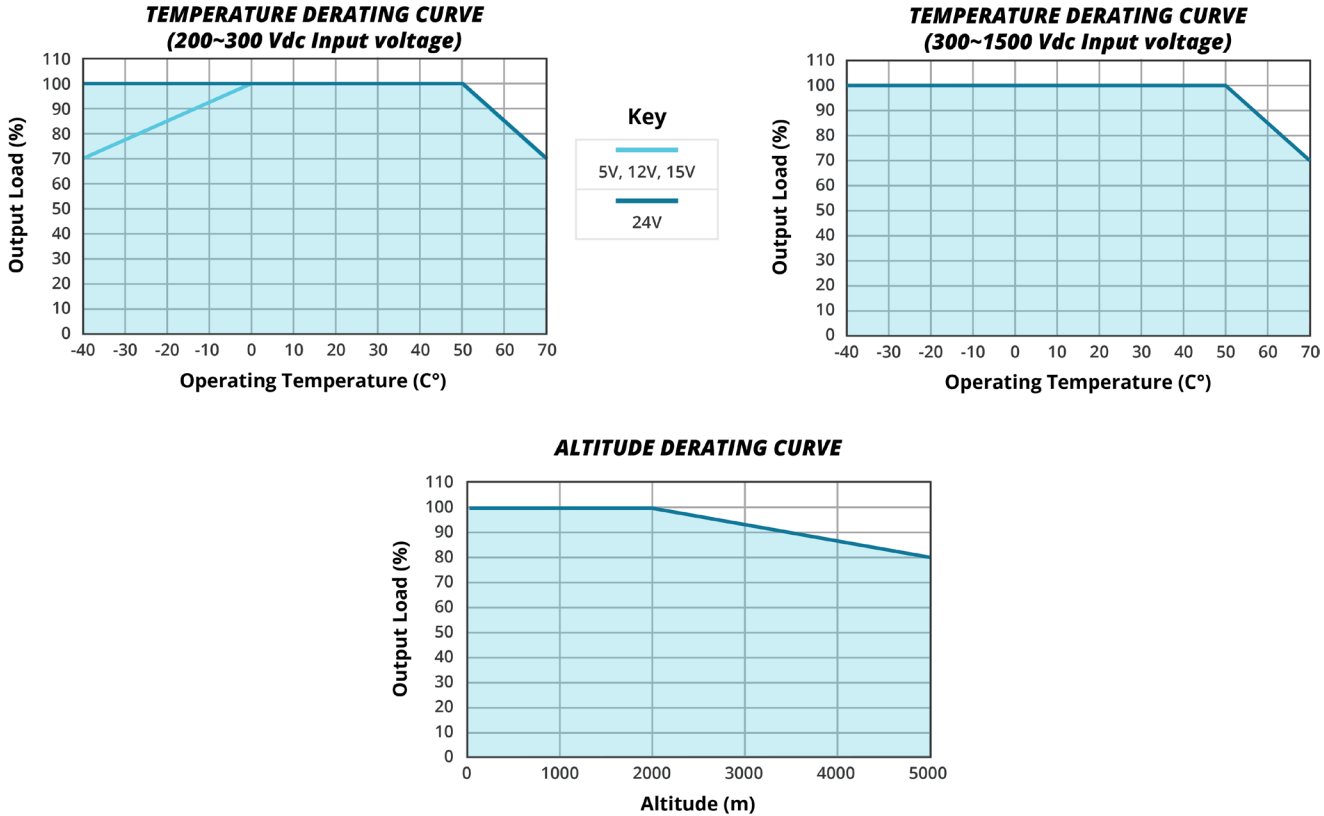 TEMPERATURE DERATING CURVE
(200~300 Vdc Input voltage)
110
100
90
80
70
60
50
40
30
20
10
0
Output Load (%)
-40 -30 -20 -10 0 10 20 30 40 50 60 70
Operating Temperature (C°)
Key
5V, 12V, 15V
24V
TEMPERATURE DERATING CURVE
(300~1500 Vdc Input voltage)
110
100
90
80
70
60
50
40
30
20
10
0
Output Load (%)
-40 -30 -20 -10 0 10 20 30 40 50 60 70
Operating Temperature (C°)
ALTITUDE DERATING CURVE
110
100
90
80
70
60
50
40
30
20
10
0
Output Load (%)
0 1000 2000 3000 4000 5000
Altitude (m)